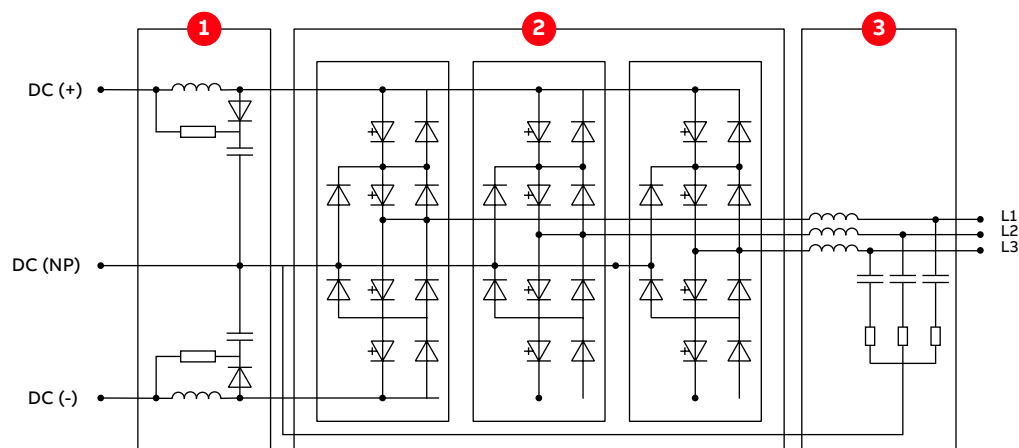 1
2
3
DC (+)
L1
L2
DC (NP)
L3
DC (-)